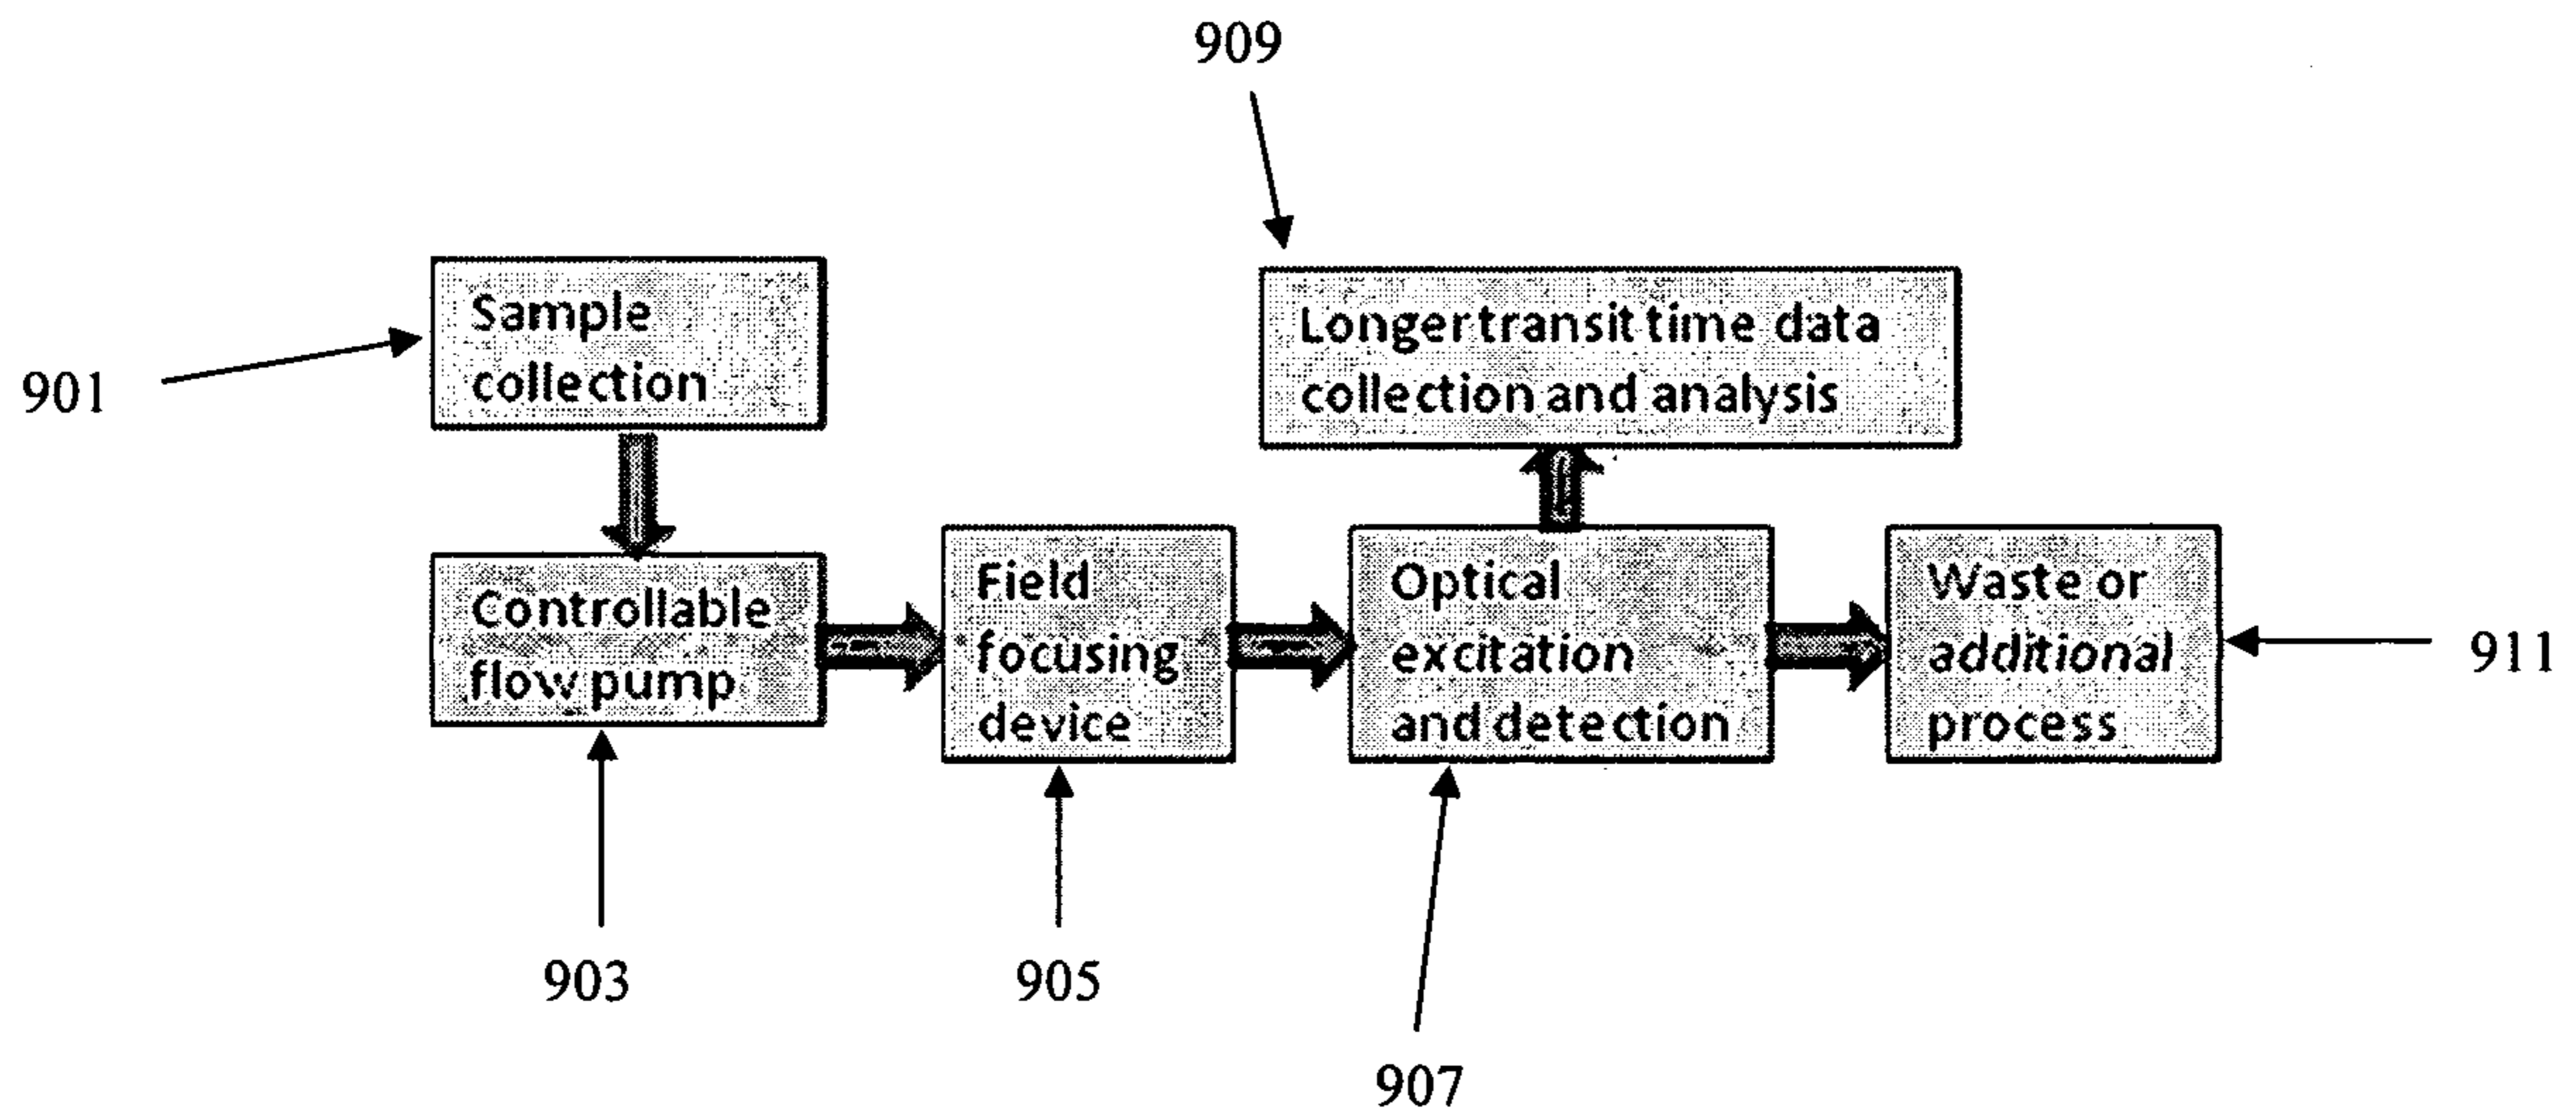 909
Sample
collection
901
Longer transit time data
collection and analysis
Controllable
flow pump
Field
focusing
device
Optical
excitation
and detection
Waste or
additional
process
911
903
905
907